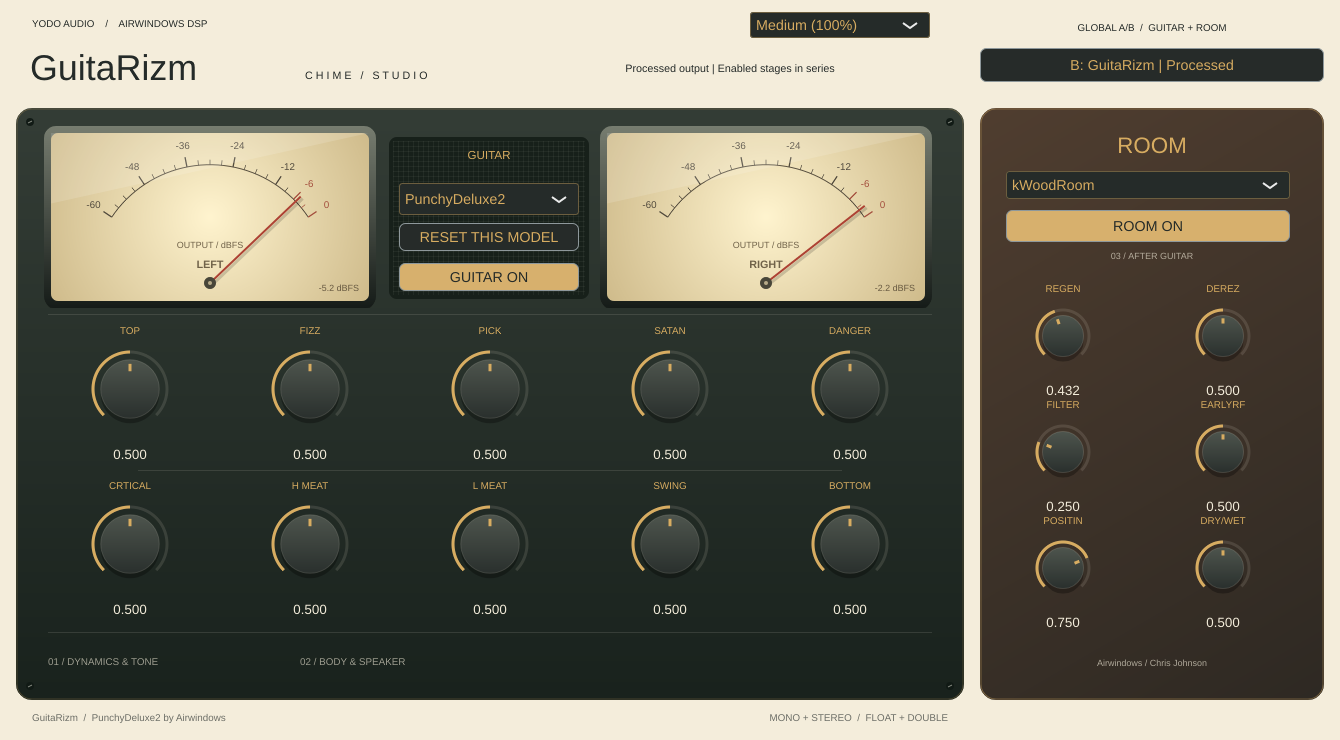 YODO AUDIO / AIRWINDOWS DSP
Medium (100%)
GLOBAL A/B / GUITAR + ROOM
GuitaRizm
CHIME / STUDIO
Processed output | Enabled stages in series
B: GuitaRizm | Processed
-60
-48
-36
-24
-12
-6
0
OUTPUT / dBFS
LEFT
-5.2 dBFS
GUITAR
PunchyDeluxe2
RESET THIS MODEL
GUITAR ON
-60
-48
-36
-24
-12
-6
0
OUTPUT / dBFS
RIGHT
-2.2 dBFS
TOP FIZZ PICK SATAN DANGER
0.500 0.500 0.500 0.500 0.500
CRTICAL H MEAT L MEAT SWING BOTTOM
0.500 0.500 0.500 0.500 0.500
01 / DYNAMICS & TONE
02 / BODY & SPEAKER
ROOM
kWoodRoom
ROOM ON
03 / AFTER GUITAR
REGEN DEREZ
0.432 0.500
FILTER EARLYRF
0.250 0.500
POSITIN DRY/WET
0.750 0.500
Airwindows / Chris Johnson
GuitaRizm / PunchyDeluxe2 by Airwindows
MONO + STEREO / FLOAT + DOUBLE